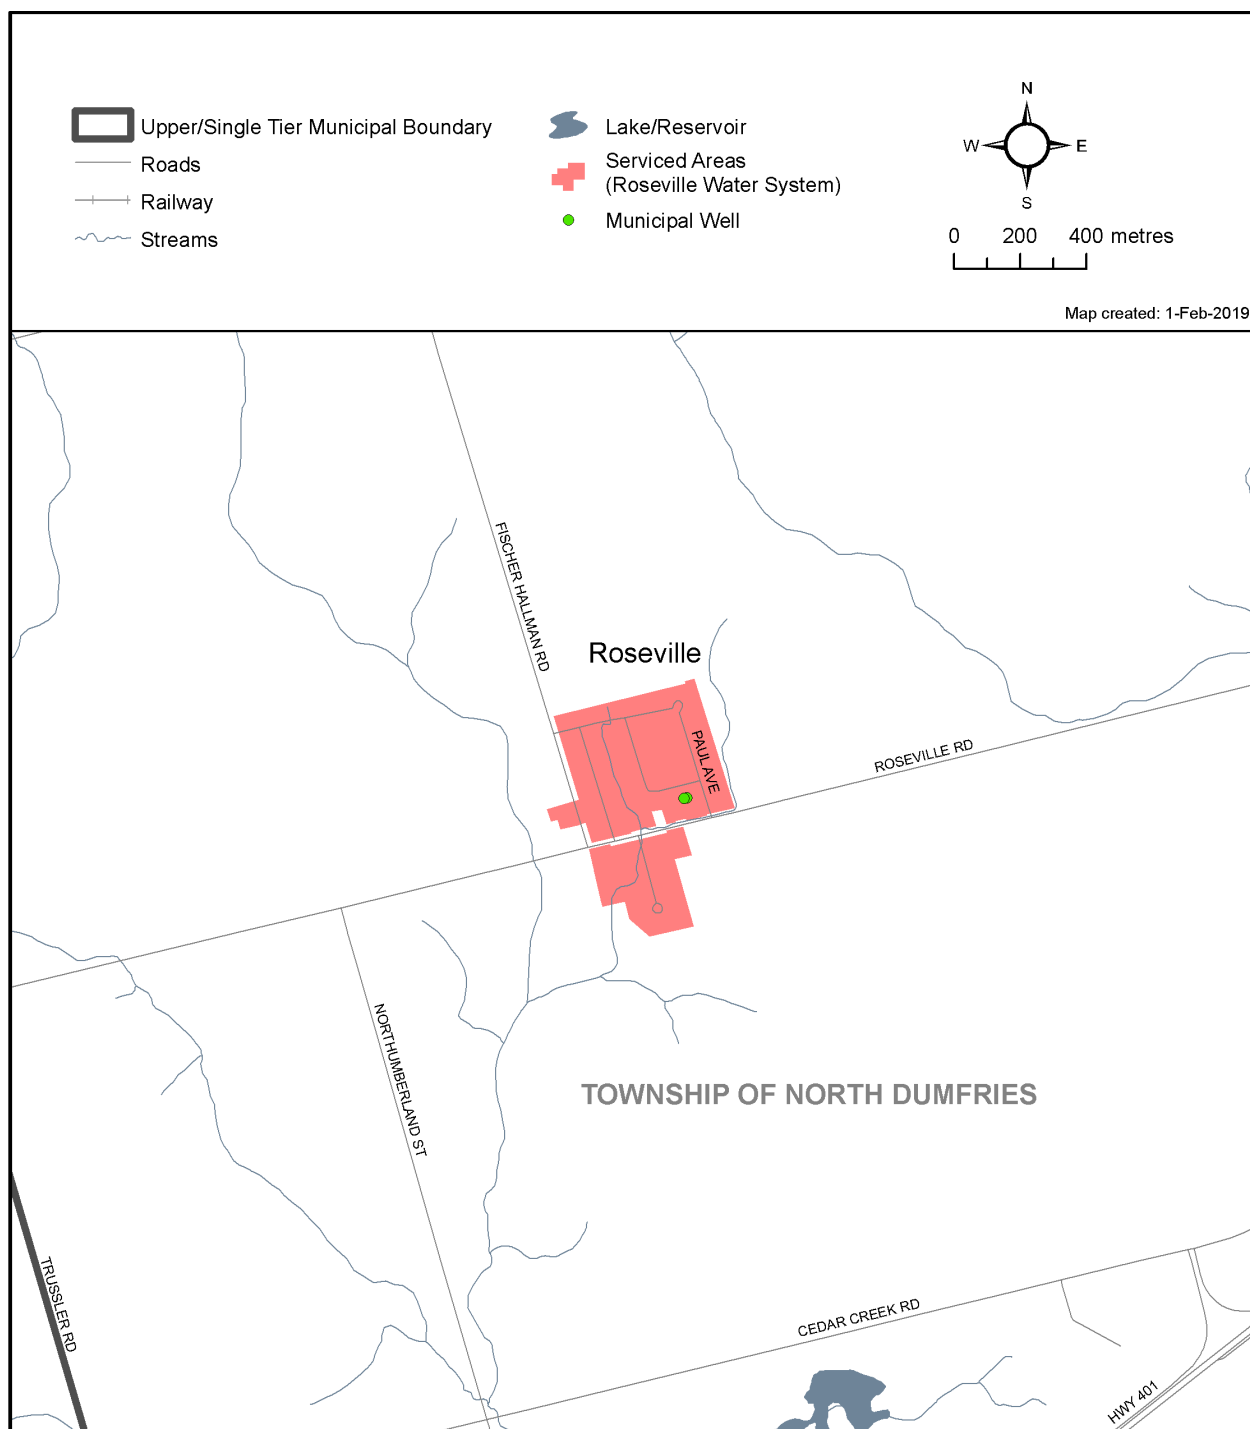 Upper/Single Tier Municipal Boundary
Roads
Railway
Streams
Lake/Reservoir
Serviced Areas
(Roseville Water System)
Municipal Well
N
W
E
S
0 200 400 metres
Map created: 1-Feb-2019
FISCHER HALLMAN RD
Roseville
PAUL AVE
ROSEVILLE RD
NORTHUMBERLAND ST
TOWNSHIP OF NORTH DUMFRIES
TRUSSLER RD
CEDAR CREEK RD
HWY 401